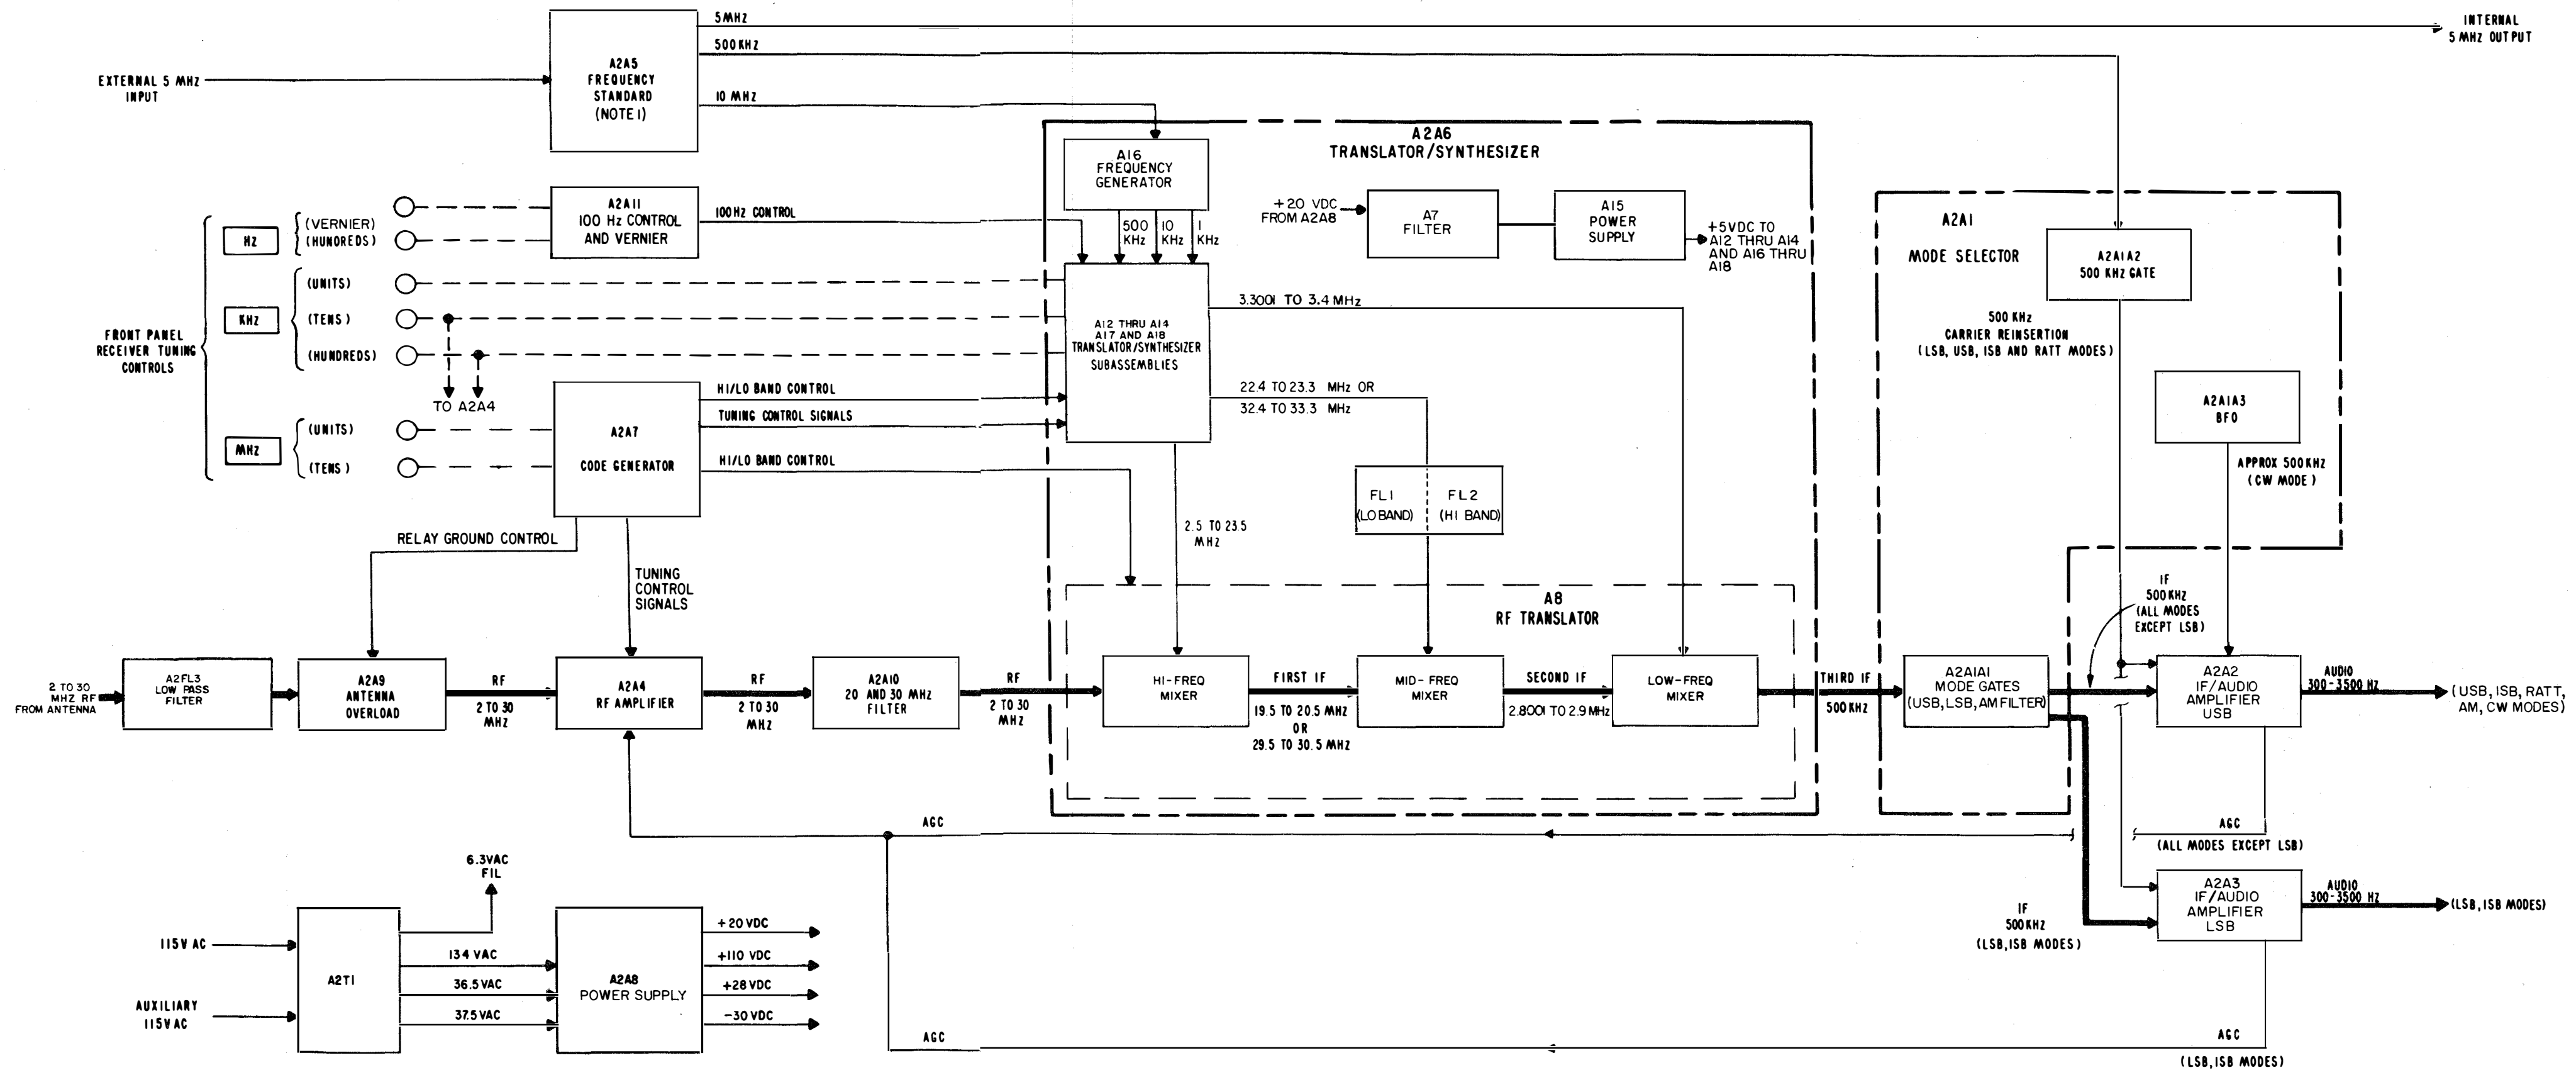 5MHz
INTERNAL
5 MHZ OUTPUT
500KHz
A2A5
FREQUENCY
STANDARD
(NOTE 1)
EXTERNAL 5 MHZ
INPUT
10 MHZ
A2A6
TRANSLATOR/SYNTHESIZER
A16
FREQUENCY
GENERATOR
500
KHz
10
KHz
1
KHz
+20 VDC
FROM A2A8
A7
FILTER
A15
POWER
SUPPLY
+5VDC TO
A12 THRU A14
AND A16 THRU
A18
A2A1
MODE SELECTOR
A2A1A2
500 KHz GATE
500 KHz
CARRIER REINSERTION
(LSB, USB, ISB AND RATT MODES)
A2A1A3
BFO
APPROX 500KHz
(CW MODE)
FRONT PANEL
RECEIVER TUNING
CONTROLS
HZ
(VERNIER)
(HUNDREDS)
A2A11
100 Hz CONTROL
AND VERNIER
100HZ CONTROL
KHz
(UNITS)
(TENS)
(HUNDREDS)
TO A2A4
MHz
(UNITS)
(TENS)
A2A7
CODE GENERATOR
HI/LO BAND CONTROL
TUNING CONTROL SIGNALS
HI/LO BAND CONTROL
A12 THRU A14
A17 AND A18
TRANSLATOR/SYNTHESIZER
SUBASSEMBLIES
3.3001 TO 3.4 MHz
22.4 TO 23.3 MHz OR
32.4 TO 33.3 MHz
FL1
(LO BAND)
FL2
(HI BAND)
2.5 TO 23.5
MHz
RELAY GROUND CONTROL
TUNING
CONTROL
SIGNALS
A8
RF TRANSLATOR
IF
500KHz
(ALL MODES
EXCEPT LSB)
2 TO 30
MHZ RF
FROM ANTENNA
A2FL3
LOW PASS
FILTER
A2A9
ANTENNA
OVERLOAD
RF
2 TO 30
MHz
A2A4
RF AMPLIFIER
RF
2 TO 30
MHz
A2A10
20 AND 30 MHz
FILTER
RF
2 TO 30
MHz
HI-FREQ
MIXER
FIRST IF
19.5 TO 20.5 MHz
OR
29.5 TO 30.5 MHz
MID- FREQ
MIXER
SECOND IF
2.8001 TO 2.9 MHz
LOW-FREQ
MIXER
THIRD IF
500KHz
A2A1A1
MODE GATES
(USB, LSB, AM FILTER)
A2A2
IF/AUDIO
AMPLIFIER
USB
AUDIO
300-3500 Hz
(USB, ISB, RATT,
AM, CW MODES)
AGC
AGC
(ALL MODES EXCEPT LSB)
A2A3
IF/AUDIO
AMPLIFIER
LSB
AUDIO
300-3500 HZ
(LSB, ISB MODES)
IF
500KHz
(LSB, ISB MODES)
6.3VAC
FIL
115V AC
AUXILIARY
115VAC
A2T1
134 VAC
36.5 VAC
37.5 VAC
A2A8
POWER SUPPLY
+20 VDC
+110 VDC
+28 VDC
-30 VDC
AGC
AGC
(LSB, ISB MODES)